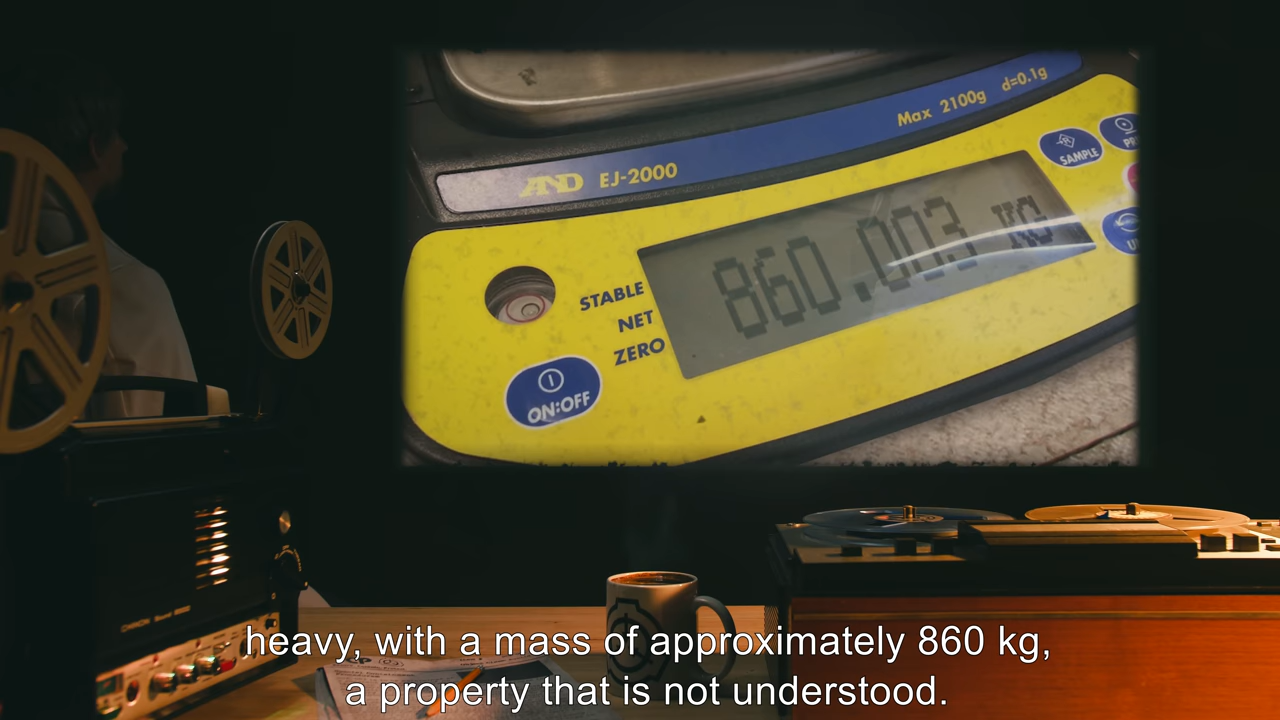 Max 2100g d=0.1g
AND EJ-2000
SAMPLE
860.003 KG
STABLE
NET
ZERO
ON:OFF
heavy, with a mass of approximately 860 kg,
a property that is not understood.